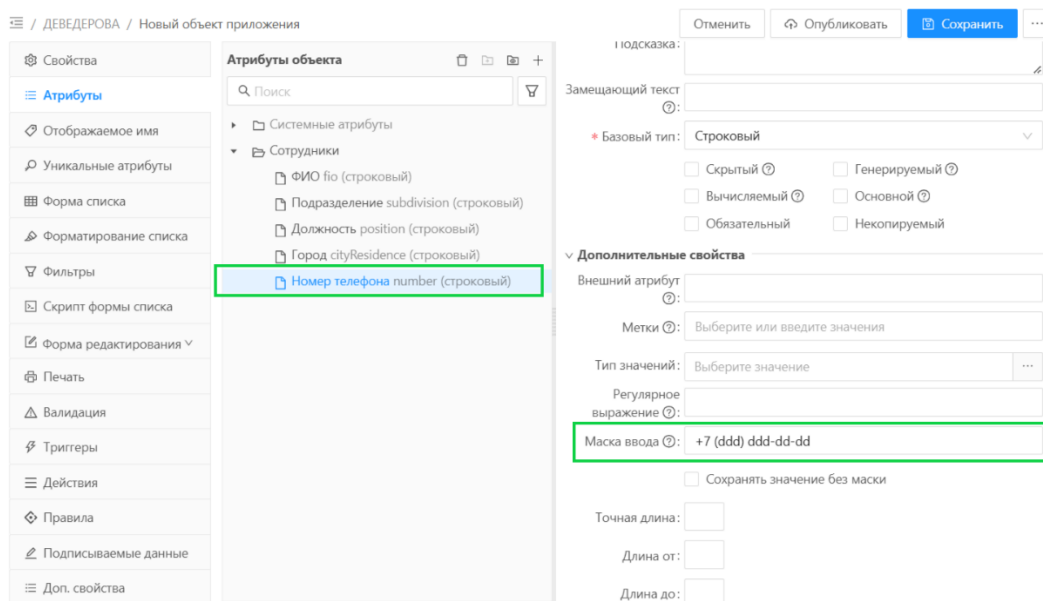 / ДЕВЕДЕРОВА / Новый объект приложения
Отменить
Опубликовать
Сохранить
...
Свойства
Атрибуты
Отображаемое имя
Уникальные атрибуты
Форма списка
Форматирование списка
Фильтры
Скрипт формы списка
Форма редактирования
Печать
Валидация
Триггеры
Действия
Правила
Подписываемые данные
Доп. свойства
Атрибуты объекта
Поиск
Системные атрибуты
Сотрудники
ФИО fio (строковый)
Подразделение subdivision (строковый)
Должность position (строковый)
Город cityResidence (строковый)
Номер телефона number (строковый)
Подсказка:
Замещающий текст
?:
* Базовый тип: Строковый
Скрытый ? Генерируемый ?
Вычисляемый ? Основной ?
Обязательный Некопируемый
Дополнительные свойства
Внешний атрибут
?:
Метки ?: Выберите или введите значения
Тип значений: Выберите значение ...
Регулярное
выражение ?:
Маска ввода ?: +7 (ddd) ddd-dd-dd
Сохранять значение без маски
Точная длина:
Длина от:
Длина до: